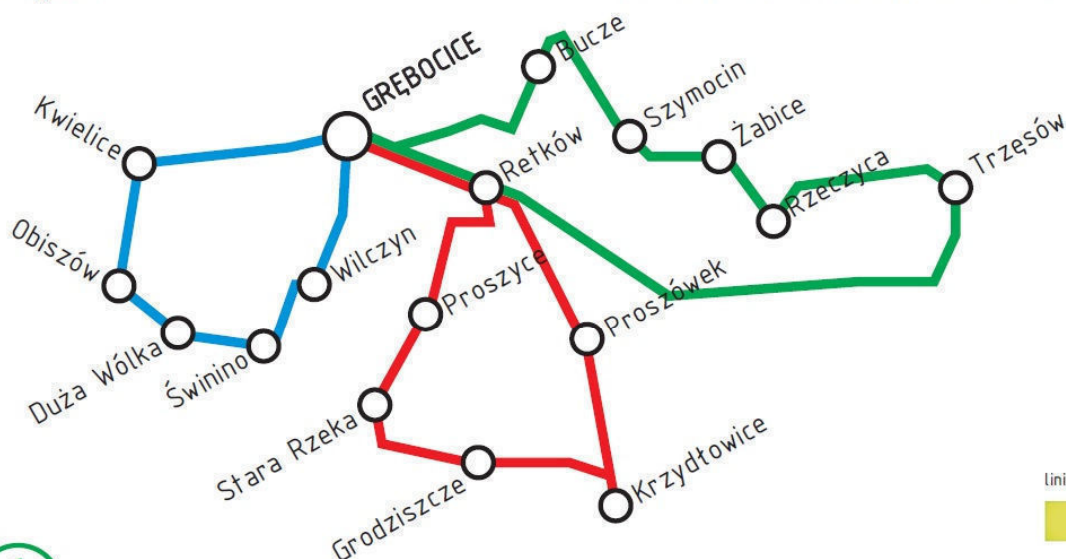 GRĘBOCICE
Bucze
Szymocin
Żabice
Rzeczyca
Trzęsów
Kwielice
Retków
Obiszów
Wilczyn
Proszyce
Proszówek
Duża Wólka
Świnino
Stara Rzeka
Grodziszcze
Krzydłowice
lini